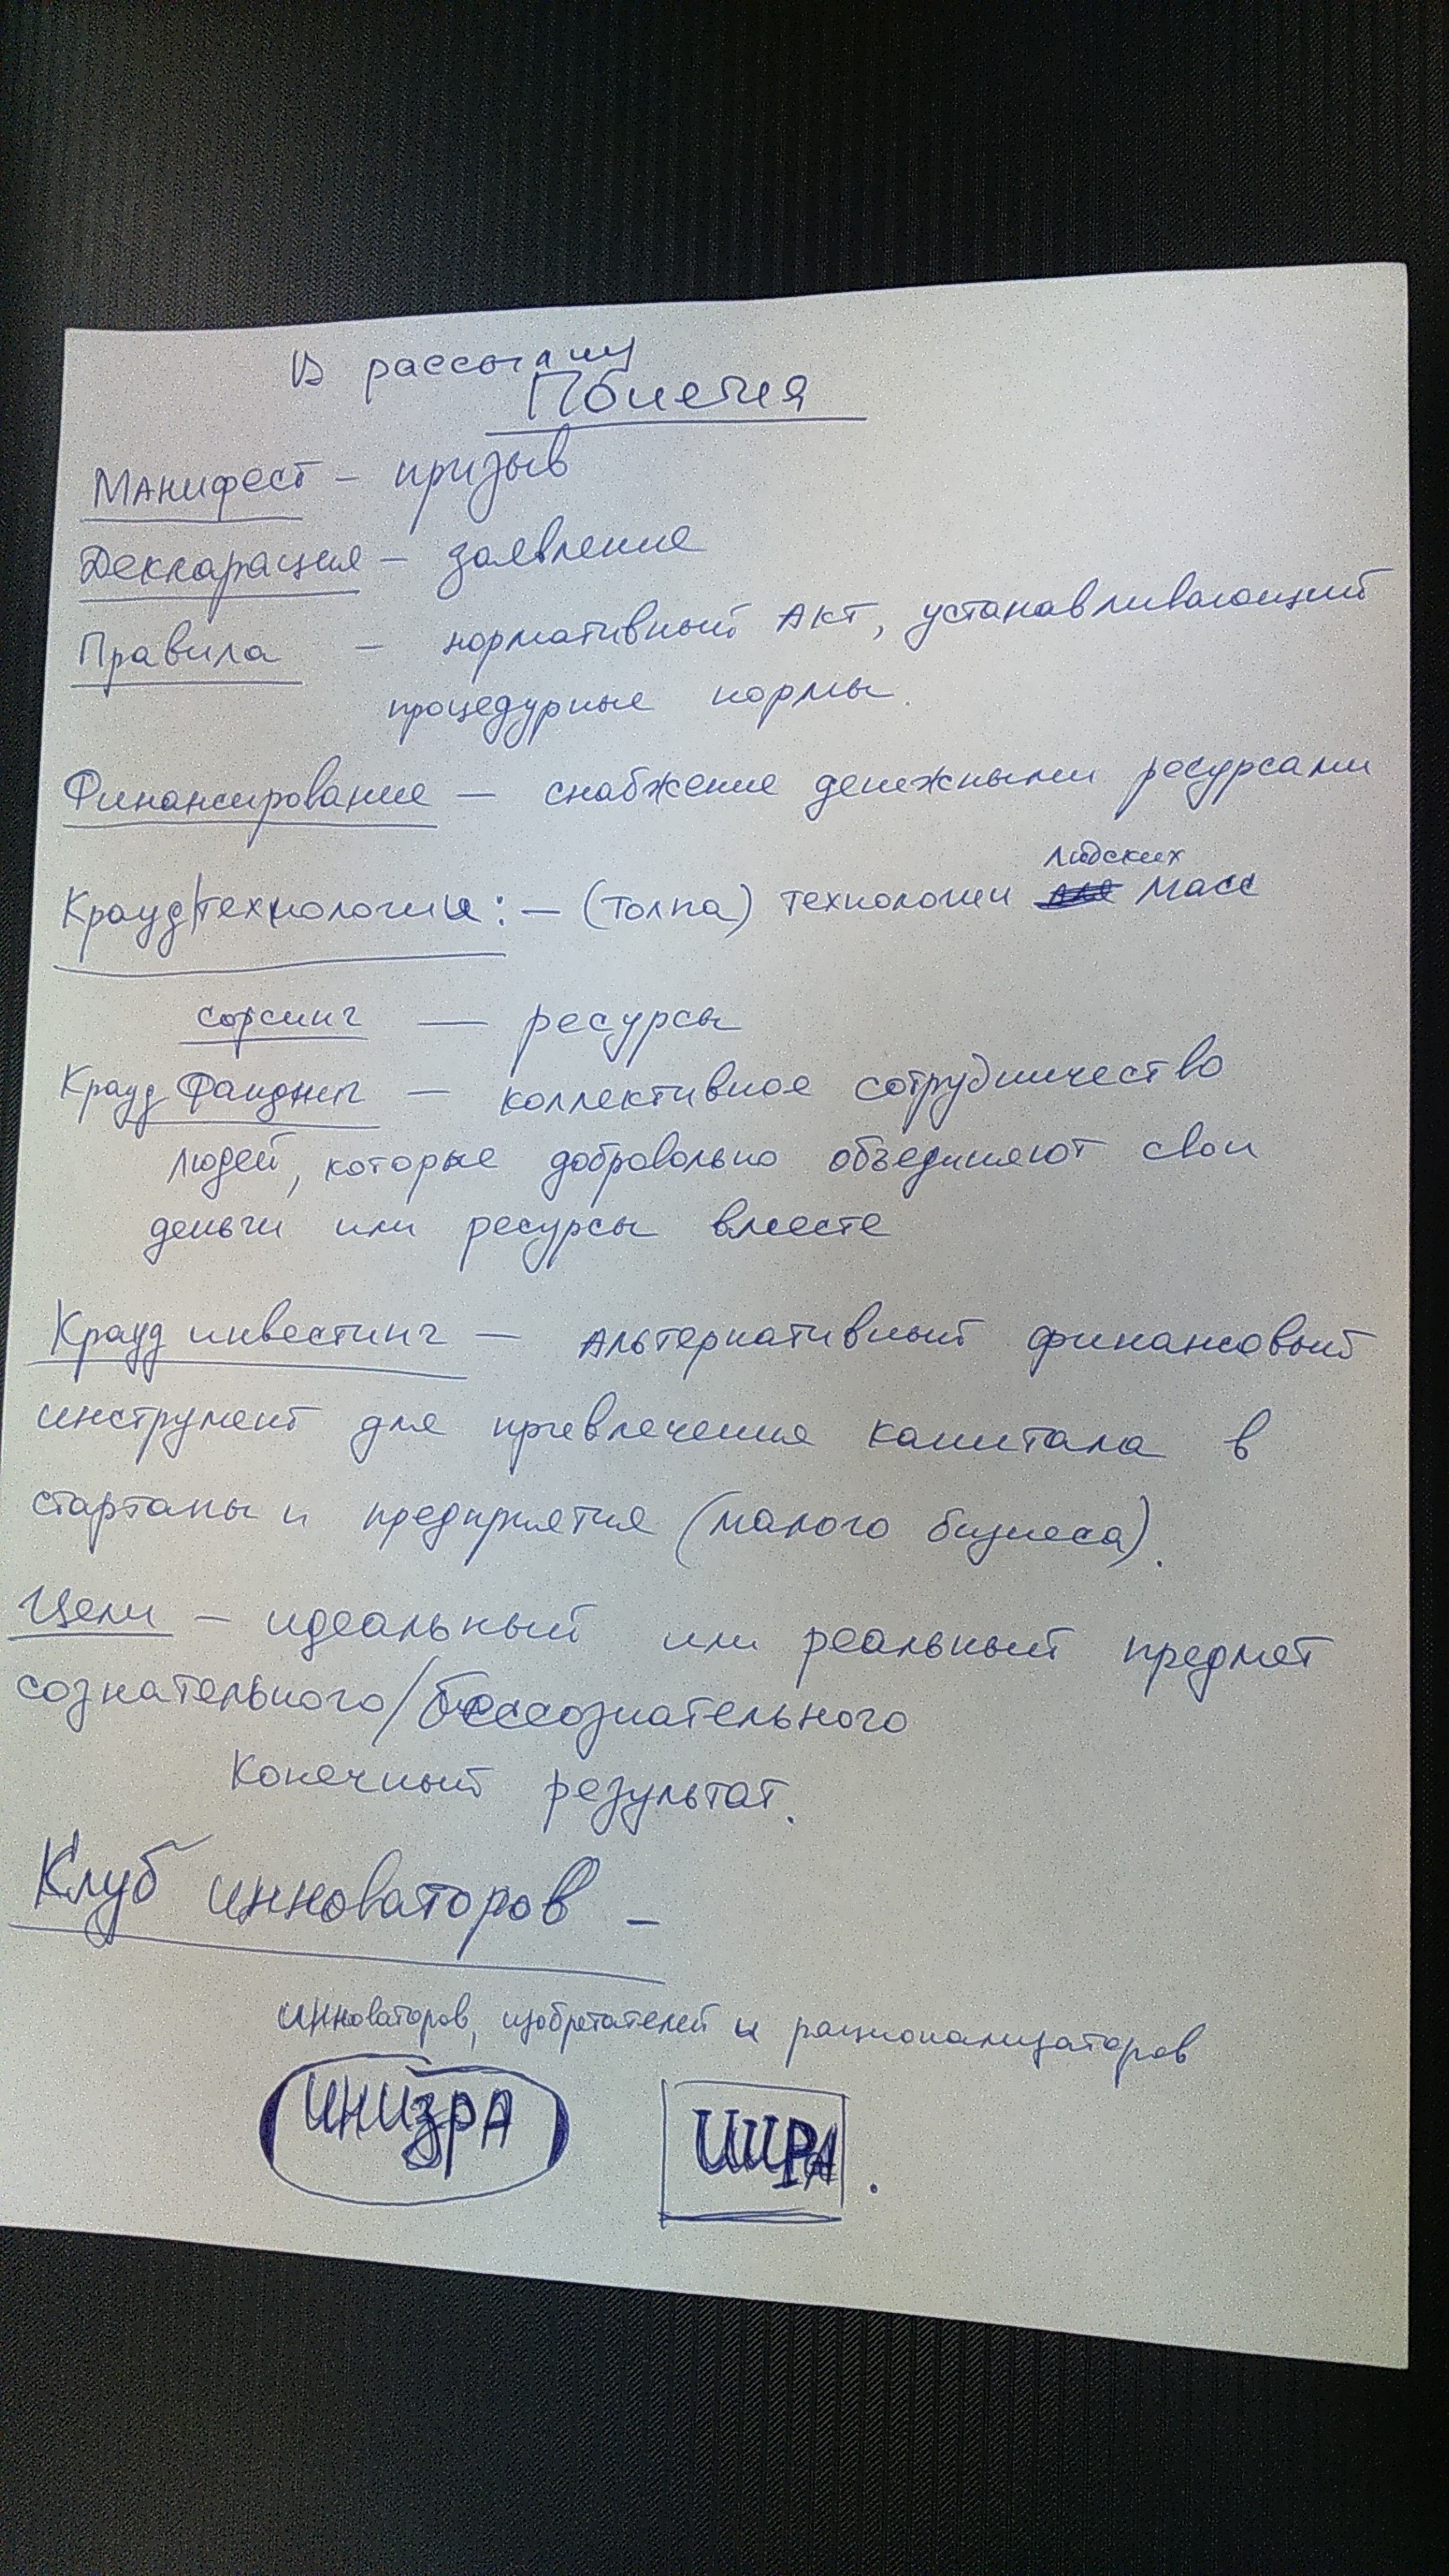 В рассылку
Понятия
Манифест – призыв
Декларация – заявление
Правила – нормативный Акт, устанавливающий
процедурные нормы.
Финансирование – снабжение денежными ресурсами
людских
Крауд|технологии: – (толпа) технологии масс
сорсинг – ресурсы
Крауд Фандинг – коллективное сотрудничество
людей, которые добровольно объединяют свои
деньги или ресурсы вместе
Крауд инвестинг – Альтернативный финансовый
инструмент для привлечения капитала в
стартапы и предприятия (малого бизнеса).
Цели – идеальный или реальный предмет
сознательного/бессознательного
Конечный результат.
Клуб инноваторов –
инноваторов, изобретателей и рационализаторов
ИНИЗРА
ИИРА.